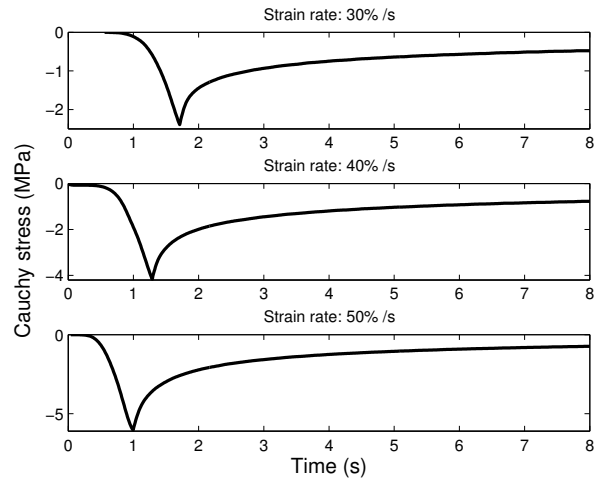 Strain rate: 30% /s
0
−1
−2
0 1 2 3 4 5 6 7 8
Strain rate: 40% /s
0
−2
−4
0 1 2 3 4 5 6 7 8
Strain rate: 50% /s
0
−5
0 1 2 3 4 5 6 7 8
Cauchy stress (MPa)
Time (s)